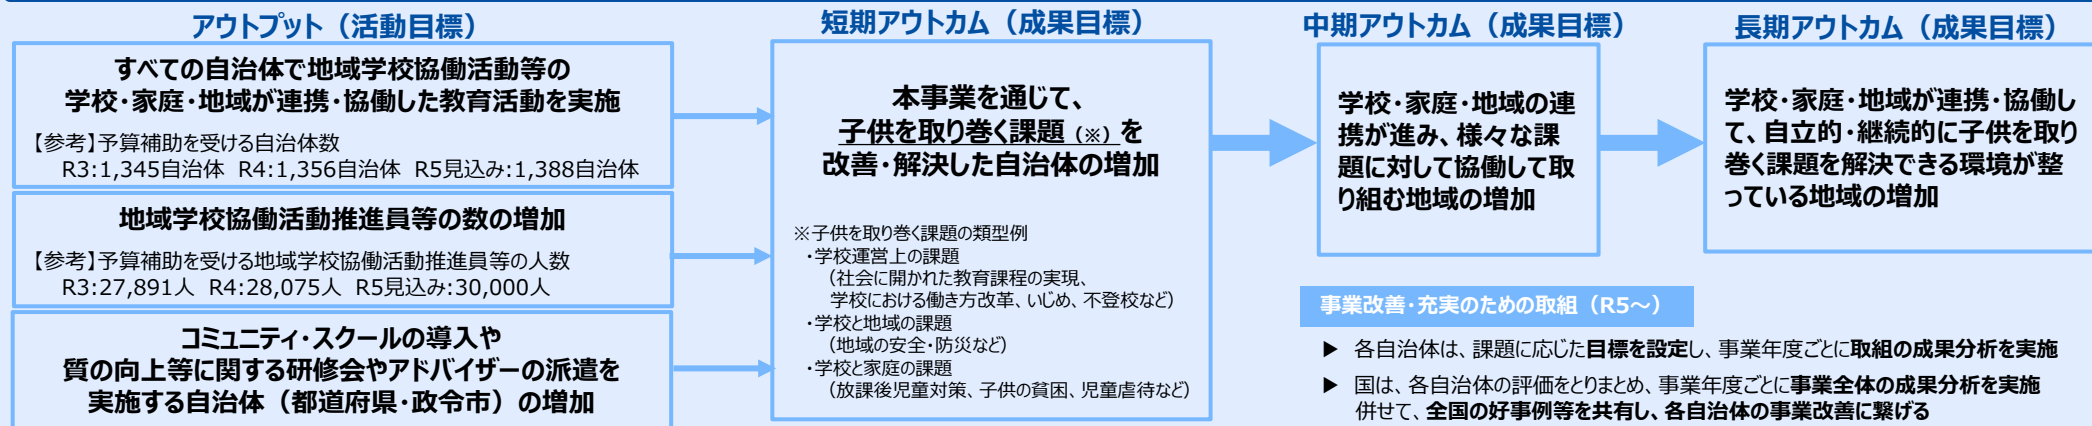 アウトプット（活動目標）
すべての自治体で地域学校協働活動等の
学校・家庭・地域が連携・協働した教育活動を実施
【参考】予算補助を受ける自治体数
R3:1,345自治体 R4:1,356自治体 R5見込み:1,388自治体
地域学校協働活動推進員等の数の増加
【参考】予算補助を受ける地域学校協働活動推進員等の人数
R3:27,891人 R4:28,075人 R5見込み:30,000人
コミュニティ・スクールの導入や
質の向上等に関する研修会やアドバイザーの派遣を
実施する自治体（都道府県・政令市）の増加
短期アウトカム（成果目標）
本事業を通じて、
子供を取り巻く課題（※）を
改善・解決した自治体の増加
※子供を取り巻く課題の類型例
・学校運営上の課題
（社会に開かれた教育課程の実現、
学校における働き方改革、いじめ、不登校など）
・学校と地域の課題
（地域の安全・防災など）
・学校と家庭の課題
（放課後児童対策、子供の貧困、児童虐待など）
中期アウトカム（成果目標）
学校・家庭・地域の連
携が進み、様々な課
題に対して協働して取
り組む地域の増加
長期アウトカム（成果目標）
学校・家庭・地域が連携・協働し
て、自立的・継続的に子供を取り
巻く課題を解決できる環境が整
っている地域の増加
事業改善・充実のための取組（R5～）
▶ 各自治体は、課題に応じた目標を設定し、事業年度ごとに取組の成果分析を実施
▶ 国は、各自治体の評価をとりまとめ、事業年度ごとに事業全体の成果分析を実施
併せて、全国の好事例等を共有し、各自治体の事業改善に繋げる